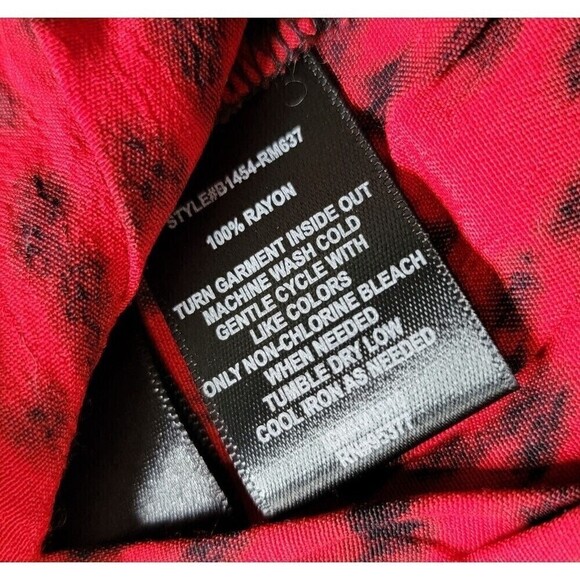 STYLE#B1454-RM637
100% RAYON
TURN GARMENT INSIDE OUT
MACHINE WASH COLD
GENTLE CYCLE WITH
LIKE COLORS
ONLY NON-CHLORINE BLEACH
WHEN NEEDED
TUMBLE DRY LOW
COOL IRON AS NEEDED